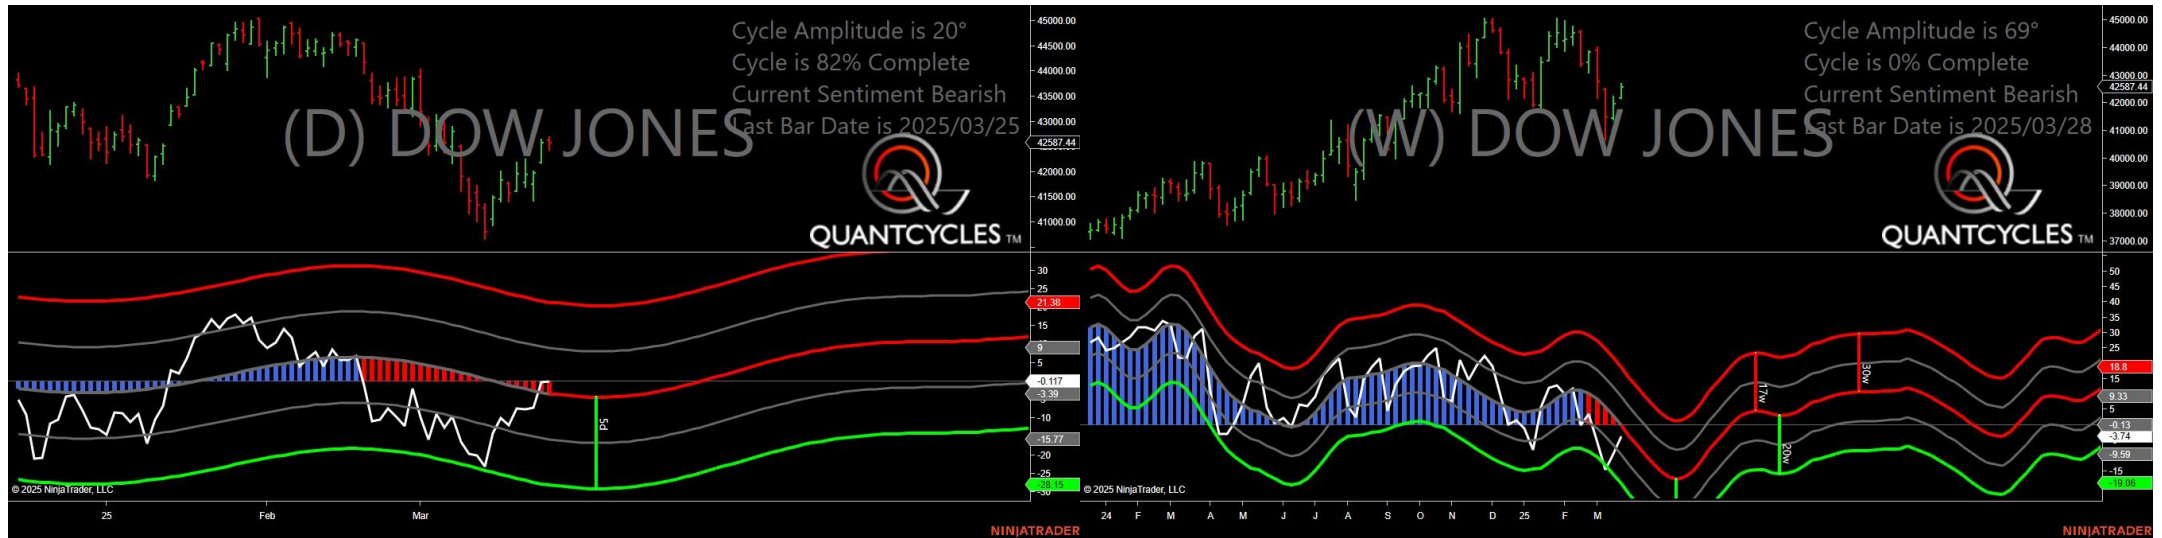 Cycle Amplitude is 20°
Cycle is 82% Complete
Current Sentiment Bearish
Last Bar Date is 2025/03/25
(D) DOW JONES
QUANTCYCLES TM
45000.00
44500.00
44000.00
43500.00
43000.00
42587.44
42000.00
41500.00
41000.00
30
25
21.38
15
9
5
-0.117
-3.39
-10
-15.77
-20
-25
-28.15
-30
5d
© 2025 NinjaTrader, LLC
25 Feb Mar
NINJATRADER
Cycle Amplitude is 69°
Cycle is 0% Complete
Current Sentiment Bearish
Last Bar Date is 2025/03/28
(W) DOW JONES
QUANTCYCLES TM
45000.00
44000.00
43000.00
42587.44
42000.00
41000.00
40000.00
39000.00
38000.00
37000.00
50
45
40
35
30
25
18.8
15
9.33
5
-0.13
-3.74
-9.59
-15
-19.06
17w
30w
20w
© 2025 NinjaTrader, LLC
24 F M A M J J A S O N D 25 F M
NINJATRADER